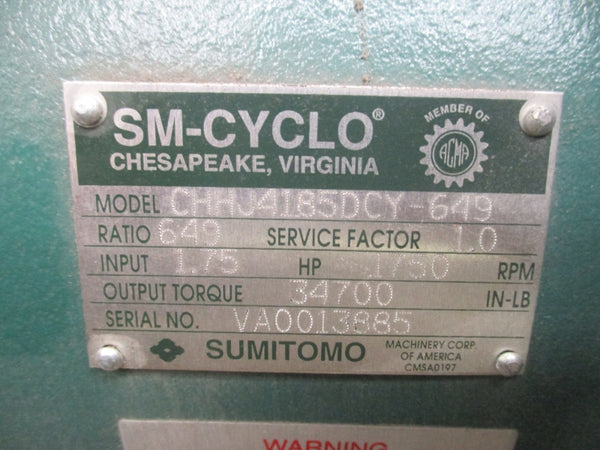 SM-CYCLO®
CHESAPEAKE, VIRGINIA
MEMBER OF
AGMA
MODEL CHHJ4185DCY-649
RATIO 649 SERVICE FACTOR 1.0
INPUT 1.75 HP 1750 RPM
OUTPUT TORQUE 34700 IN-LB
SERIAL NO. VA0013885
SUMITOMO
MACHINERY CORP.
OF AMERICA
CMSA0197
WARNING